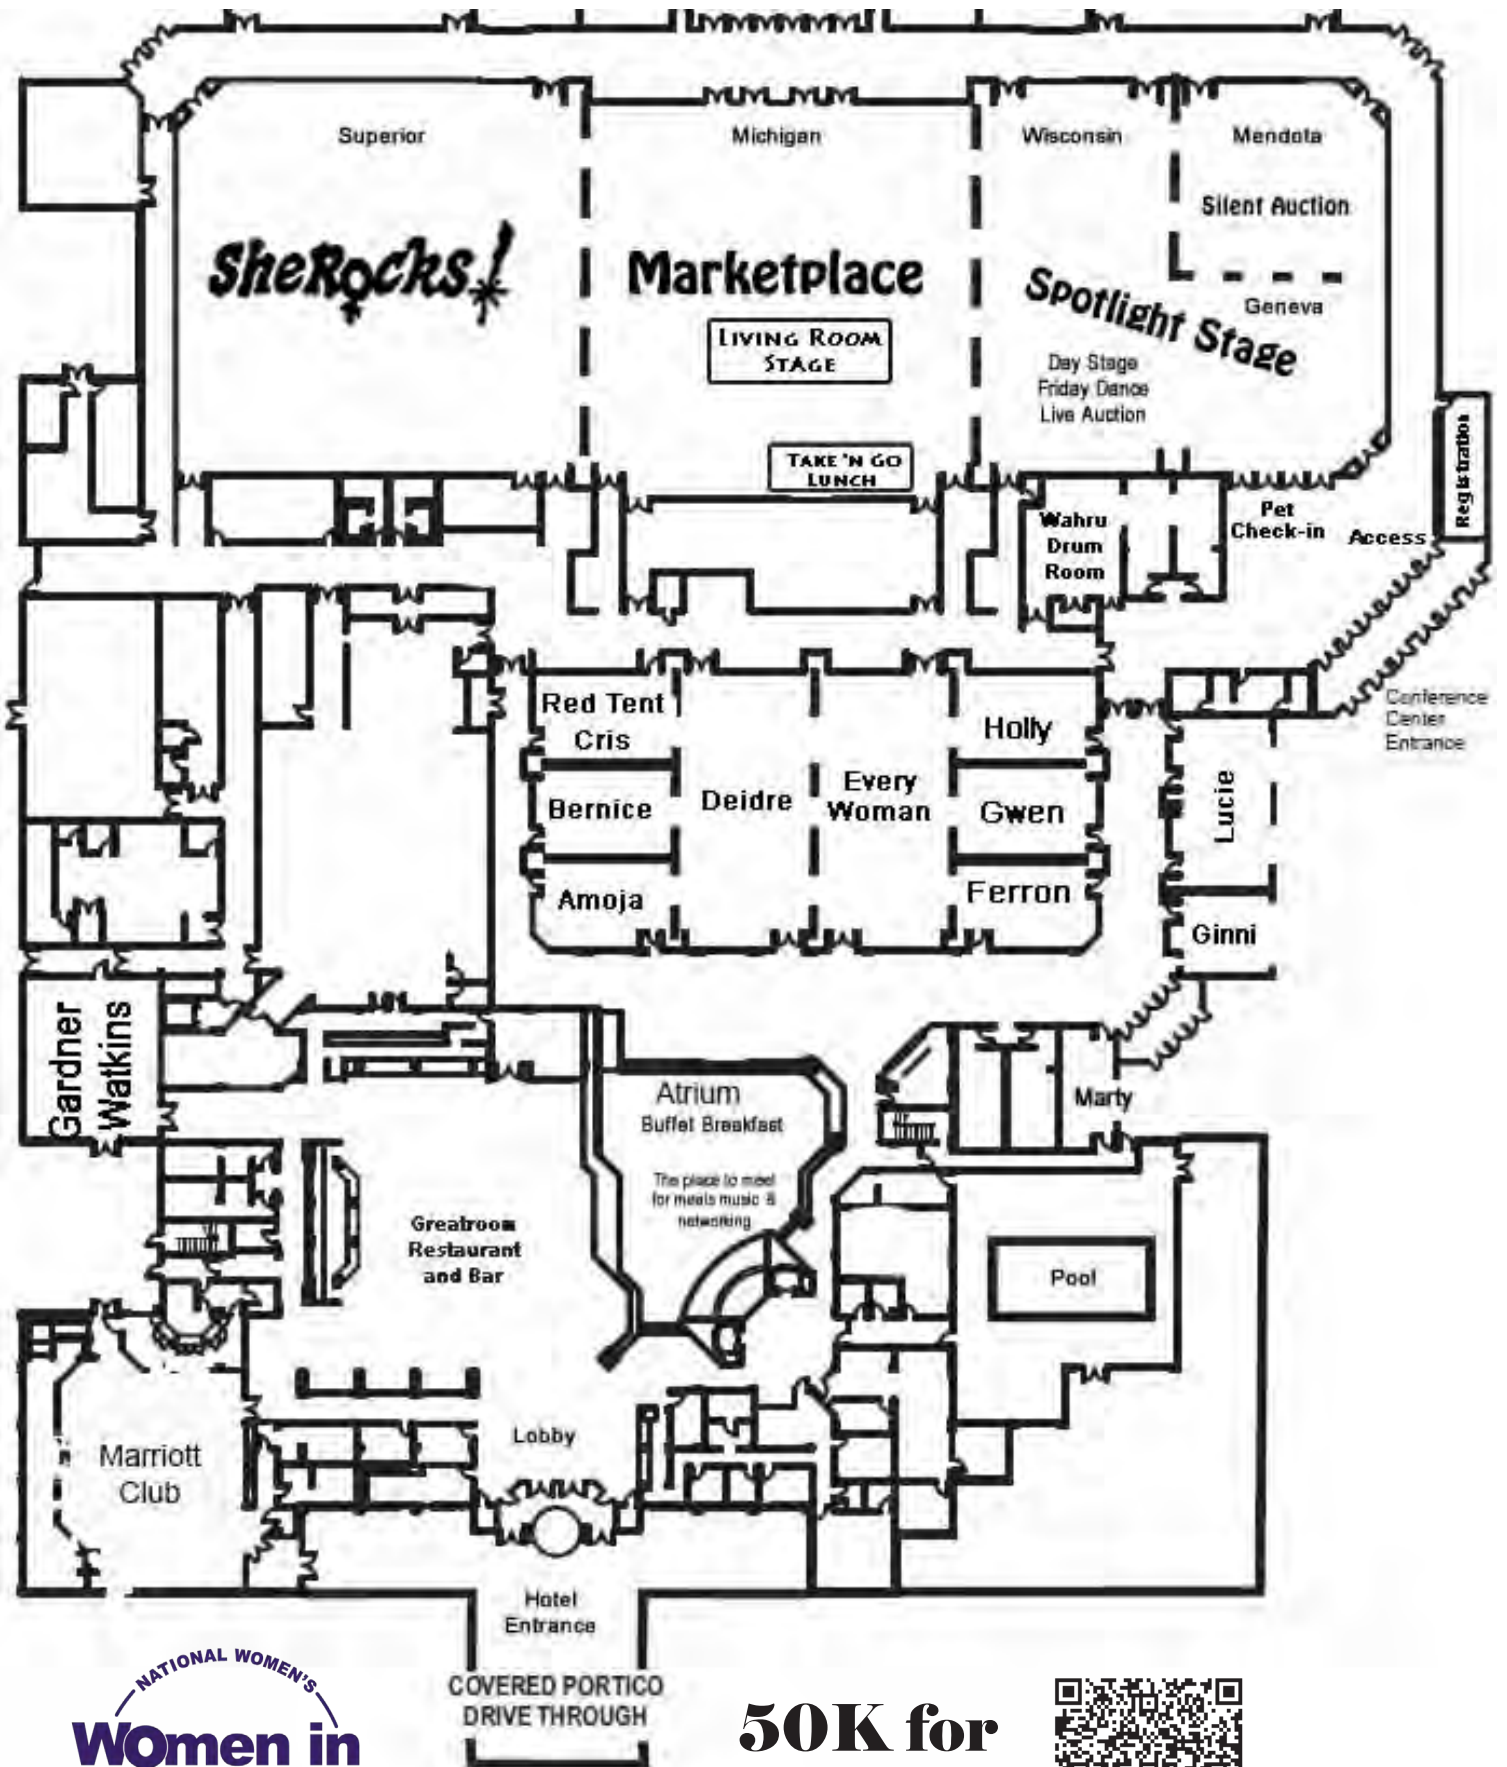 Superior
Michigan
Wisconsin
Mendota
Silent Auction
SheRocks!
Marketplace
Spotlight Stage
Geneva
LIVING ROOM
STAGE
Day Stage
Friday Dance
Live Auction
TAKE 'N GO
LUNCH
Registration
Pet
Check-in
Access
Wahru
Drum
Room
Conference
Center
Entrance
Red Tent
Cris
Holly
Bernice
Deidre
Every
Woman
Gwen
Lucie
Amoja
Ferron
Ginni
Gardner
Watkins
Atrium
Buffet Breakfast
Marty
The place to meet
for meals music &
networking
Greatroom
Restaurant
and Bar
Pool
Lobby
Marriott
Club
Hotel
Entrance
COVERED PORTICO
DRIVE THROUGH
NATIONAL WOMEN'S
Women in
50K for